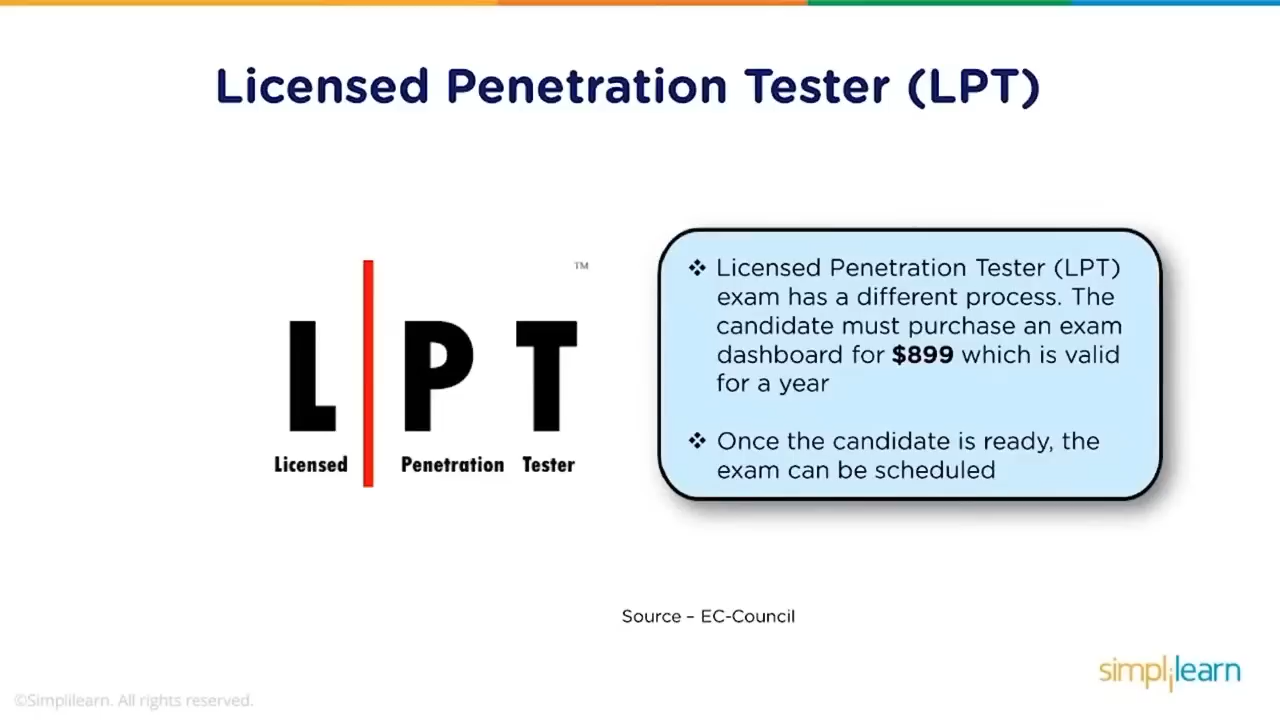 Licensed Penetration Tester (LPT)
L P T ™
Licensed Penetration Tester
❖ Licensed Penetration Tester (LPT)
exam has a different process. The
candidate must purchase an exam
dashboard for $899 which is valid
for a year
❖ Once the candidate is ready, the
exam can be scheduled
Source – EC-Council
simplilearn
©Simplilearn. All rights reserved.